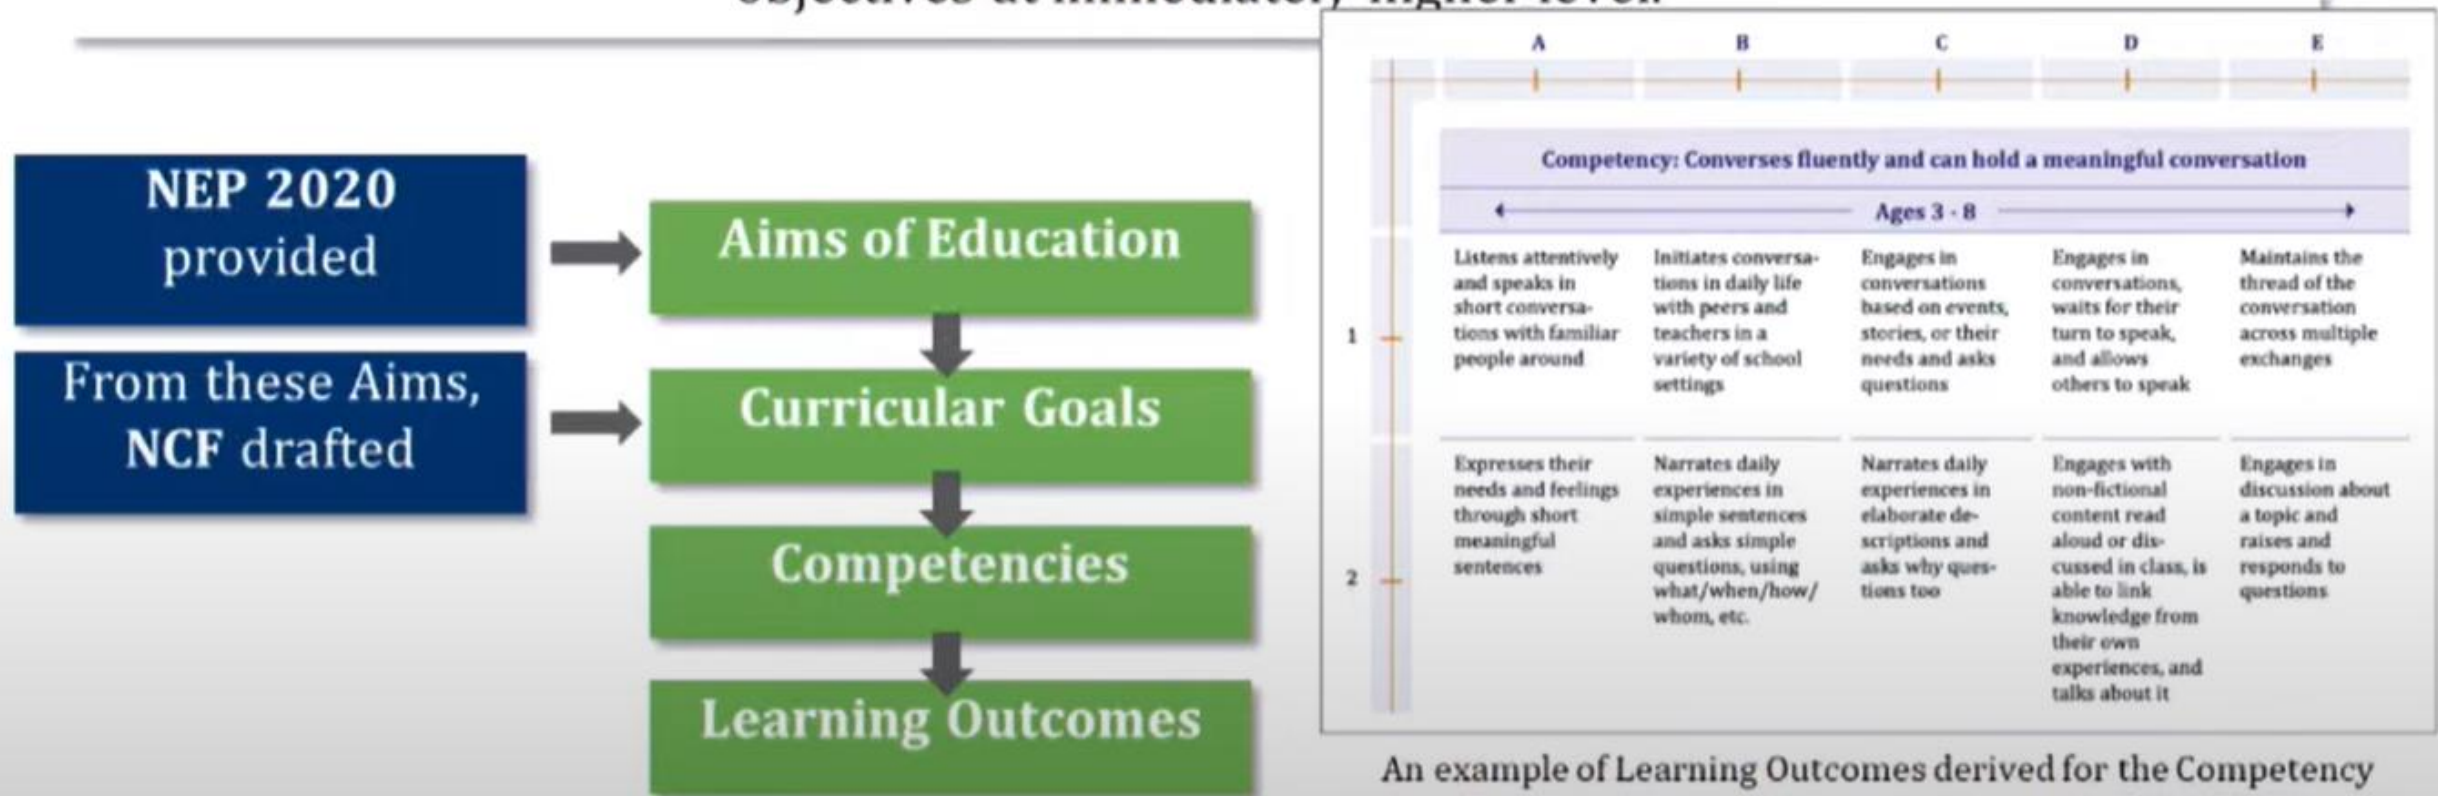 objectives at immediately higher level.
NEP 2020
provided
From these Aims,
NCF drafted
Aims of Education
Curricular Goals
Competencies
Learning Outcomes
A B C D E
Competency: Converses fluently and can hold a meaningful conversation
Ages 3 - 8
1
Listens attentively
and speaks in
short conversa-
tions with familiar
people around
Initiates conversa-
tions in daily life
with peers and
teachers in a
variety of school
settings
Engages in
conversations
based on events,
stories, or their
needs and asks
questions
Engages in
conversations,
waits for their
turn to speak,
and allows
others to speak
Maintains the
thread of the
conversation
across multiple
exchanges
2
Expresses their
needs and feelings
through short
meaningful
sentences
Narrates daily
experiences in
simple sentences
and asks simple
questions, using
what/when/how/
whom, etc.
Narrates daily
experiences in
elaborate de-
scriptions and
asks why ques-
tions too
Engages with
non-fictional
content read
aloud or dis-
cussed in class, is
able to link
knowledge from
their own
experiences, and
talks about it
Engages in
discussion about
a topic and
raises and
responds to
questions
An example of Learning Outcomes derived for the Competency